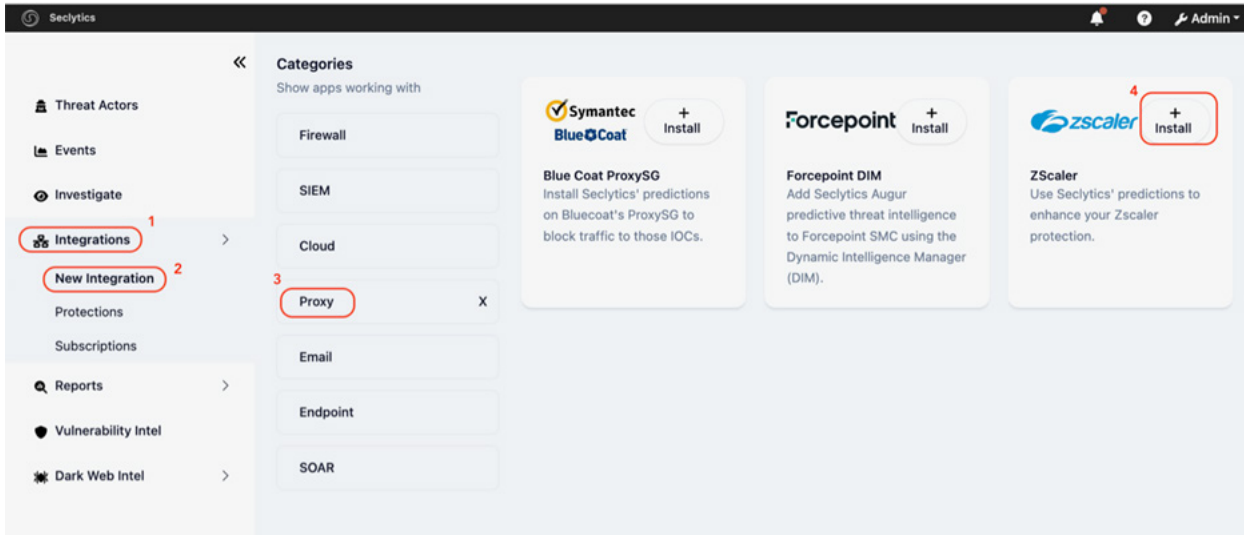 Seclytics
Admin
Threat Actors
Events
Investigate
1
Integrations
New Integration
2
Protections
Subscriptions
Reports
Vulnerability Intel
Dark Web Intel
Categories
Show apps working with
Firewall
SIEM
Cloud
3
Proxy X
Email
Endpoint
SOAR
Symantec
Blue Coat
+
Install
Blue Coat ProxySG
Install Seclytics' predictions
on Bluecoat's ProxySG to
block traffic to those IOCs.
Forcepoint
+
Install
Forcepoint DIM
Add Seclytics Augur
predictive threat intelligence
to Forcepoint SMC using the
Dynamic Intelligence Manager
(DIM).
4
zscaler
+
Install
ZScaler
Use Seclytics' predictions to
enhance your Zscaler
protection.